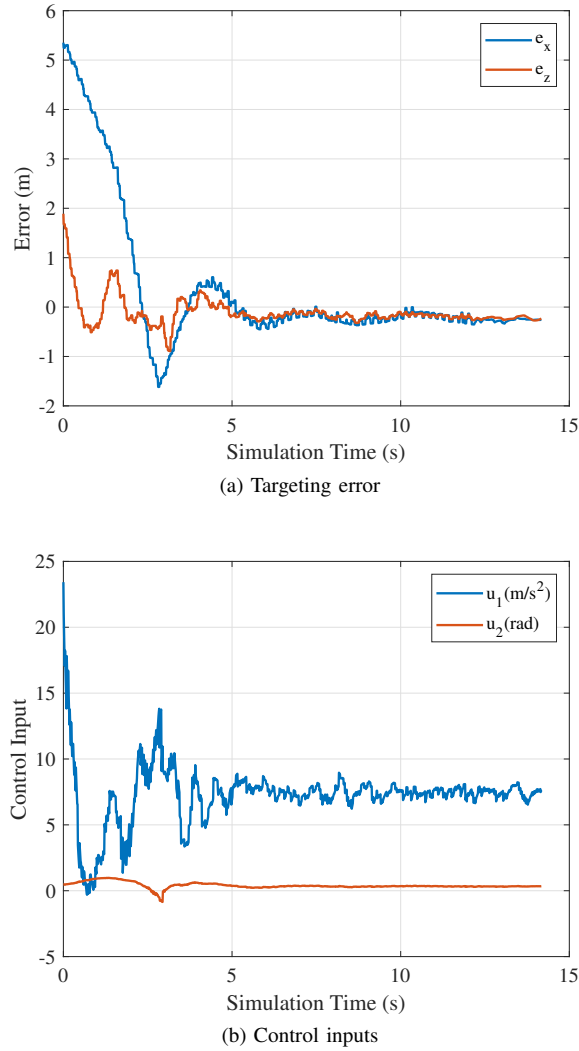 6
5
4
3
2
1
0
-1
-2
Error (m)
e_x
e_z
0 5 10 15
Simulation Time (s)
(a) Targeting error
25
20
15
10
5
0
-5
Control Input
u_1(m/s^2)
u_2(rad)
0 5 10 15
Simulation Time (s)
(b) Control inputs